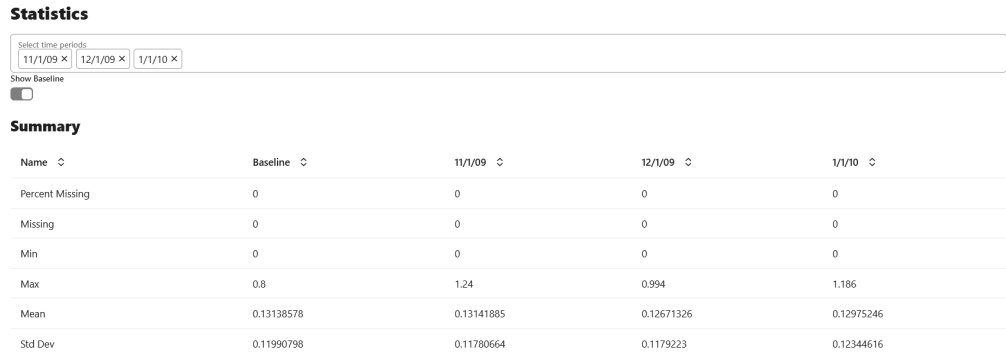 Statistics
Select time periods
11/1/09 × 12/1/09 × 1/1/10 ×
Show Baseline
Summary
Name Baseline 11/1/09 12/1/09 1/1/10
Percent Missing 0 0 0 0
Missing 0 0 0 0
Min 0 0 0 0
Max 0.8 1.24 0.994 1.186
Mean 0.13138578 0.13141885 0.12671326 0.12975246
Std Dev 0.11990798 0.11780664 0.1179223 0.12344616